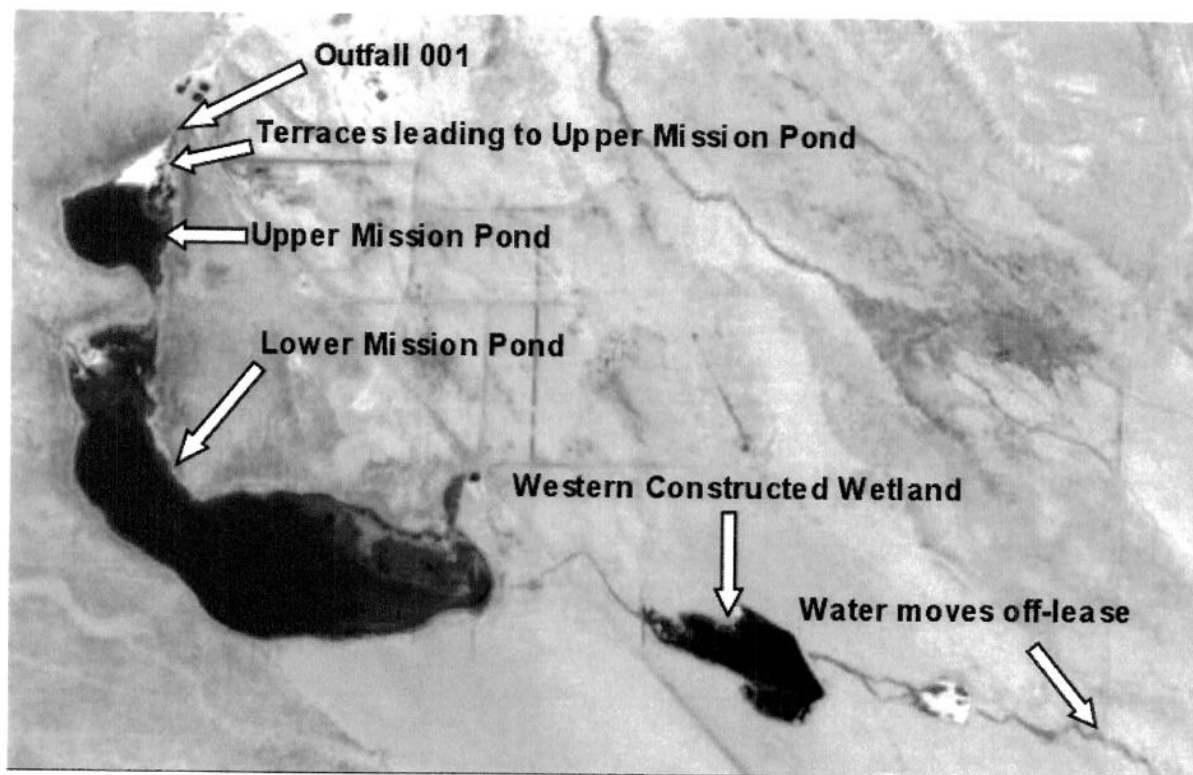 Outfall 001
Terraces leading to Upper Mission Pond
Upper Mission Pond
Lower Mission Pond
Western Constructed Wetland
Water moves off-lease